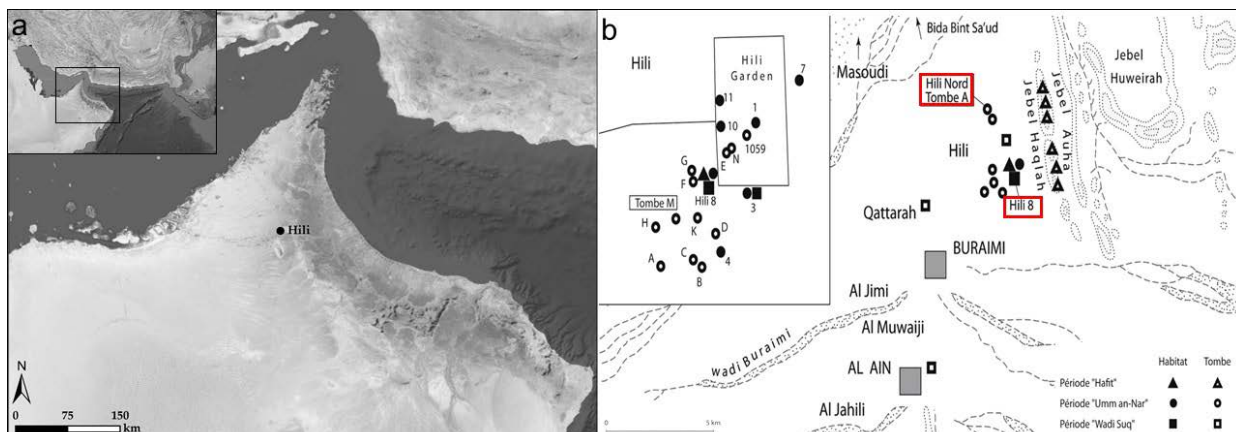 a
Hili
N
0 75 150
km
b
Hili
Hili
Garden
7
11
1
10
1059
N
E
G
F
Hili 8
3
Tombe M
H
K
D
C
A
B
4
Bida Bint Sa'ud
Masoudi
Hili Nord
Tombe A
Jebel
Huweirah
Jebel Auha
Jebel Haqlah
Hili
Hili 8
Qattarah
BURAIMI
Al Jimi
Al Muwaiji
wadi Buraimi
AL AIN
Al Jahili
0 5 km
Habitat Tombe
Période "Hafit"
Période "Umm an-Nar"
Période "Wadi Suq"